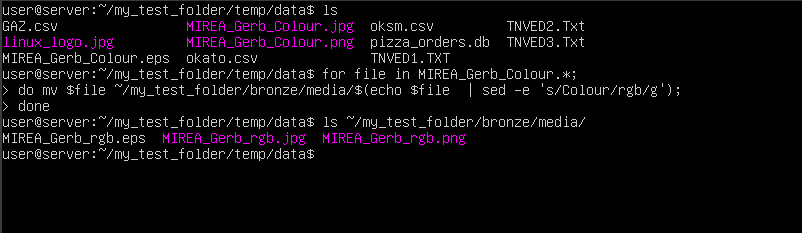 user@server:~/my_test_folder/temp/data$ ls
GAZ.csv MIREA_Gerb_Colour.jpg oksm.csv TNVED2.Txt
linux_logo.jpg MIREA_Gerb_Colour.png pizza_orders.db TNVED3.Txt
MIREA_Gerb_Colour.eps okato.csv TNVED1.TXT
user@server:~/my_test_folder/temp/data$ for file in MIREA_Gerb_Colour.*;
> do mv $file ~/my_test_folder/bronze/media/$(echo $file  | sed -e 's/Colour/rgb/g');
> done
user@server:~/my_test_folder/temp/data$ ls ~/my_test_folder/bronze/media/
MIREA_Gerb_rgb.eps MIREA_Gerb_rgb.jpg MIREA_Gerb_rgb.png
user@server:~/my_test_folder/temp/data$